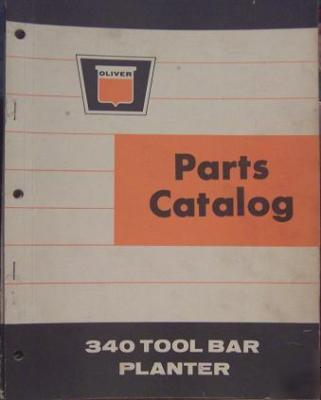 OLIVER
Parts
Catalog
340 TOOL BAR
PLANTER